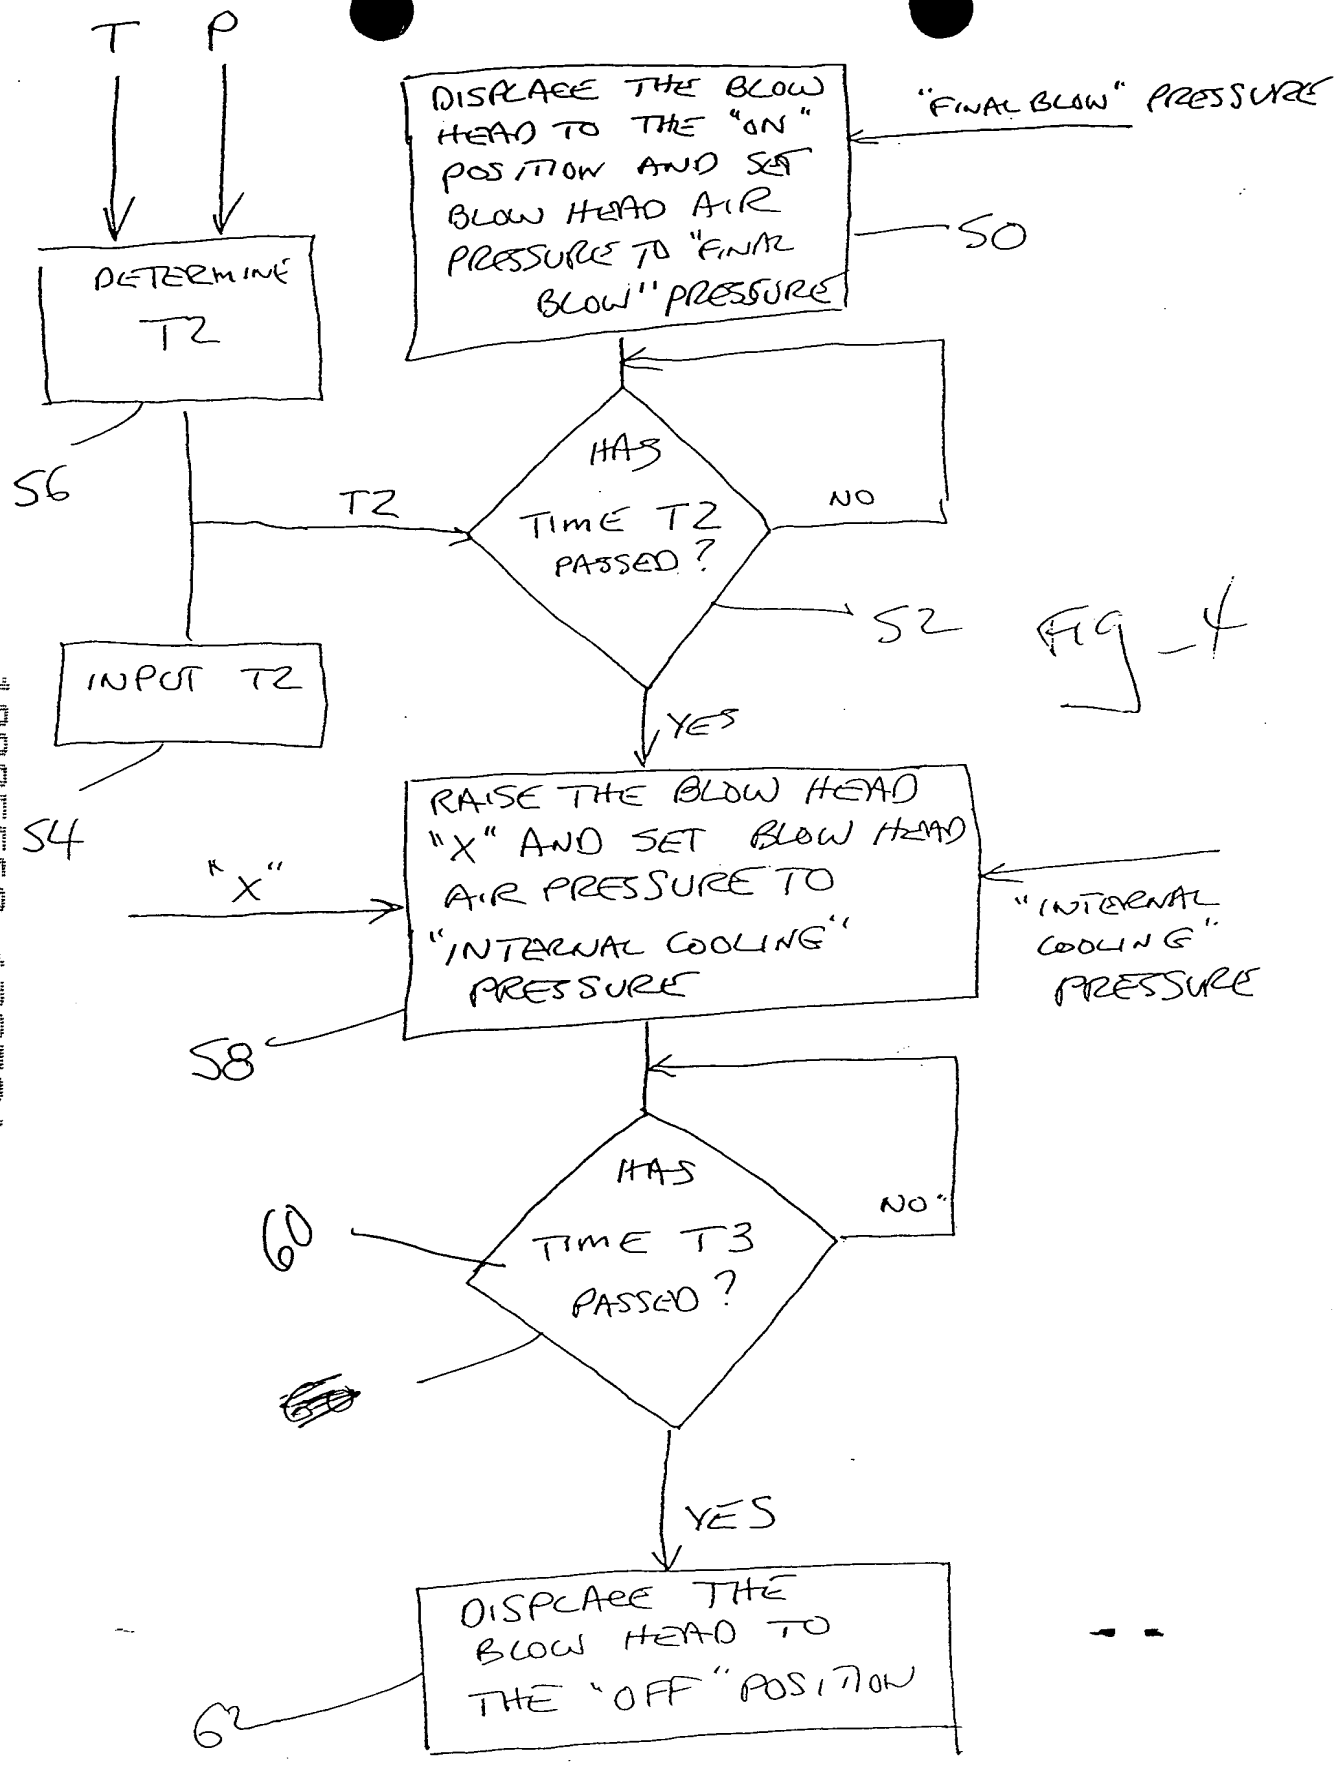 T P
DISPLACE THE BLOW
HEAD TO THE "ON"
POSITION AND SET
BLOW HEAD AIR
PRESSURE TO "FINAL
BLOW" PRESSURE
"FINAL BLOW" PRESSURE
50
DETERMINE
T2
56
T2
HAS
TIME T2
PASSED?
NO
52
Fig_4
INPUT T2
54
YES
RAISE THE BLOW HEAD
"X" AND SET BLOW HEAD
AIR PRESSURE TO
"INTERNAL COOLING"
PRESSURE
"X"
"INTERNAL
COOLING"
PRESSURE
58
HAS
TIME T3
PASSED?
NO
60
YES
DISPLACE THE
BLOW HEAD TO
THE "OFF" POSITION
62